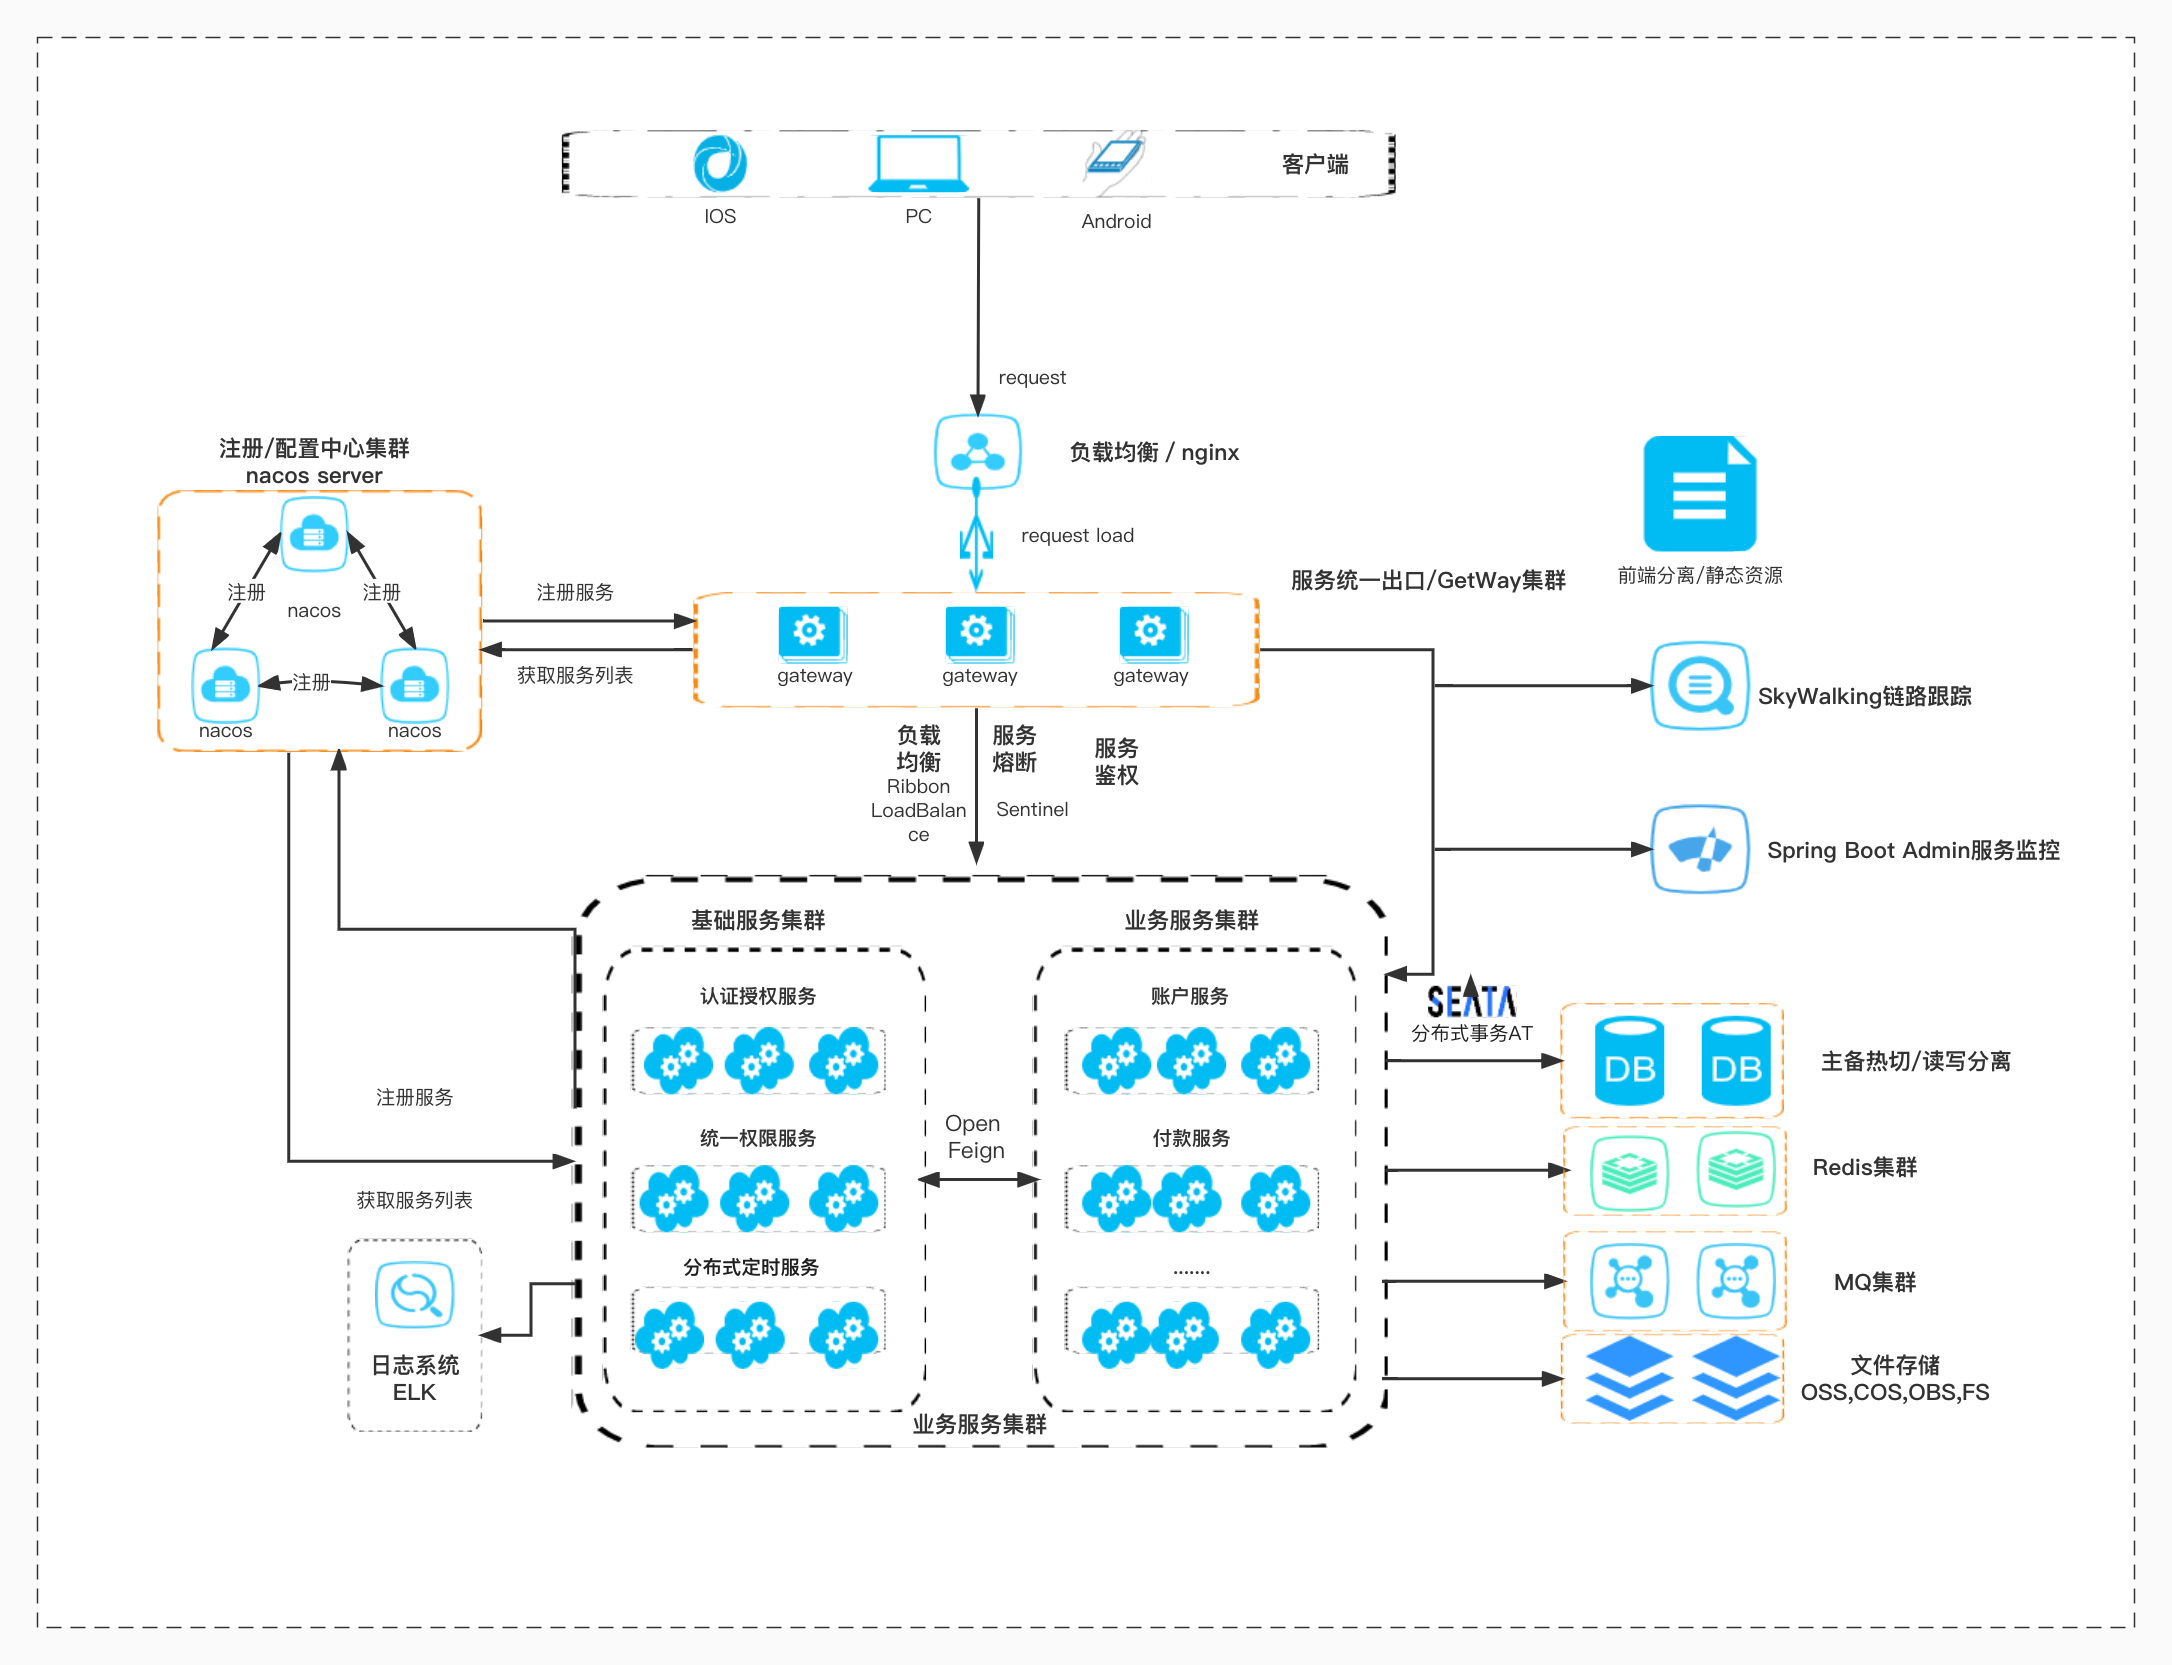 客户端
IOS
PC
Android
request
负载均衡 / nginx
request load
注册/配置中心集群
nacos server
注册
注册
nacos
注册
nacos
nacos
注册服务
获取服务列表
gateway
gateway
gateway
服务统一出口/GetWay集群
前端分离/静态资源
SkyWalking链路跟踪
Spring Boot Admin服务监控
负载
均衡
Ribbon
LoadBalan
ce
服务
熔断
Sentinel
服务
鉴权
基础服务集群
业务服务集群
认证授权服务
账户服务
统一权限服务
付款服务
分布式定时服务
.......
Open
Feign
业务服务集群
注册服务
获取服务列表
日志系统
ELK
SEATA
分布式事务AT
DB
DB
主备热切/读写分离
Redis集群
MQ集群
文件存储
OSS,COS,OBS,FS